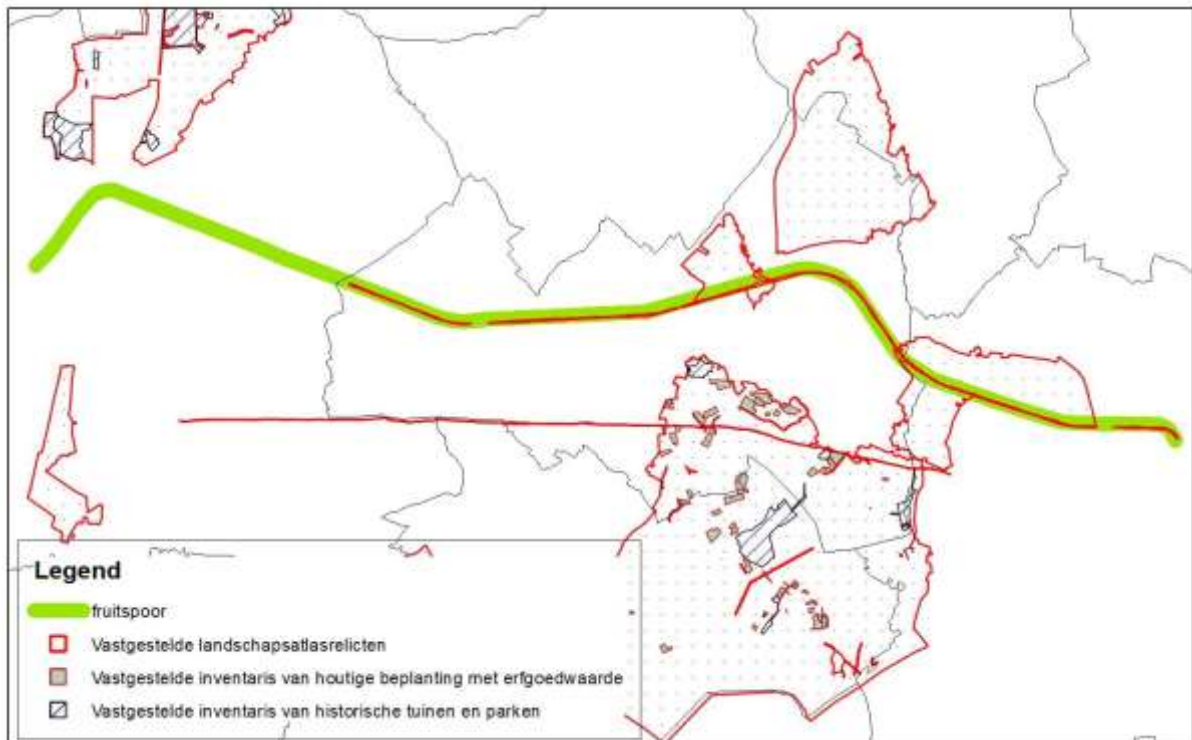 Legend
fruitspoor
Vastgestelde landschapsatlasrelicten
Vastgestelde inventaris van houtige beplanting met erfgoedwaarde
Vastgestelde inventaris van historische tuinen en parken